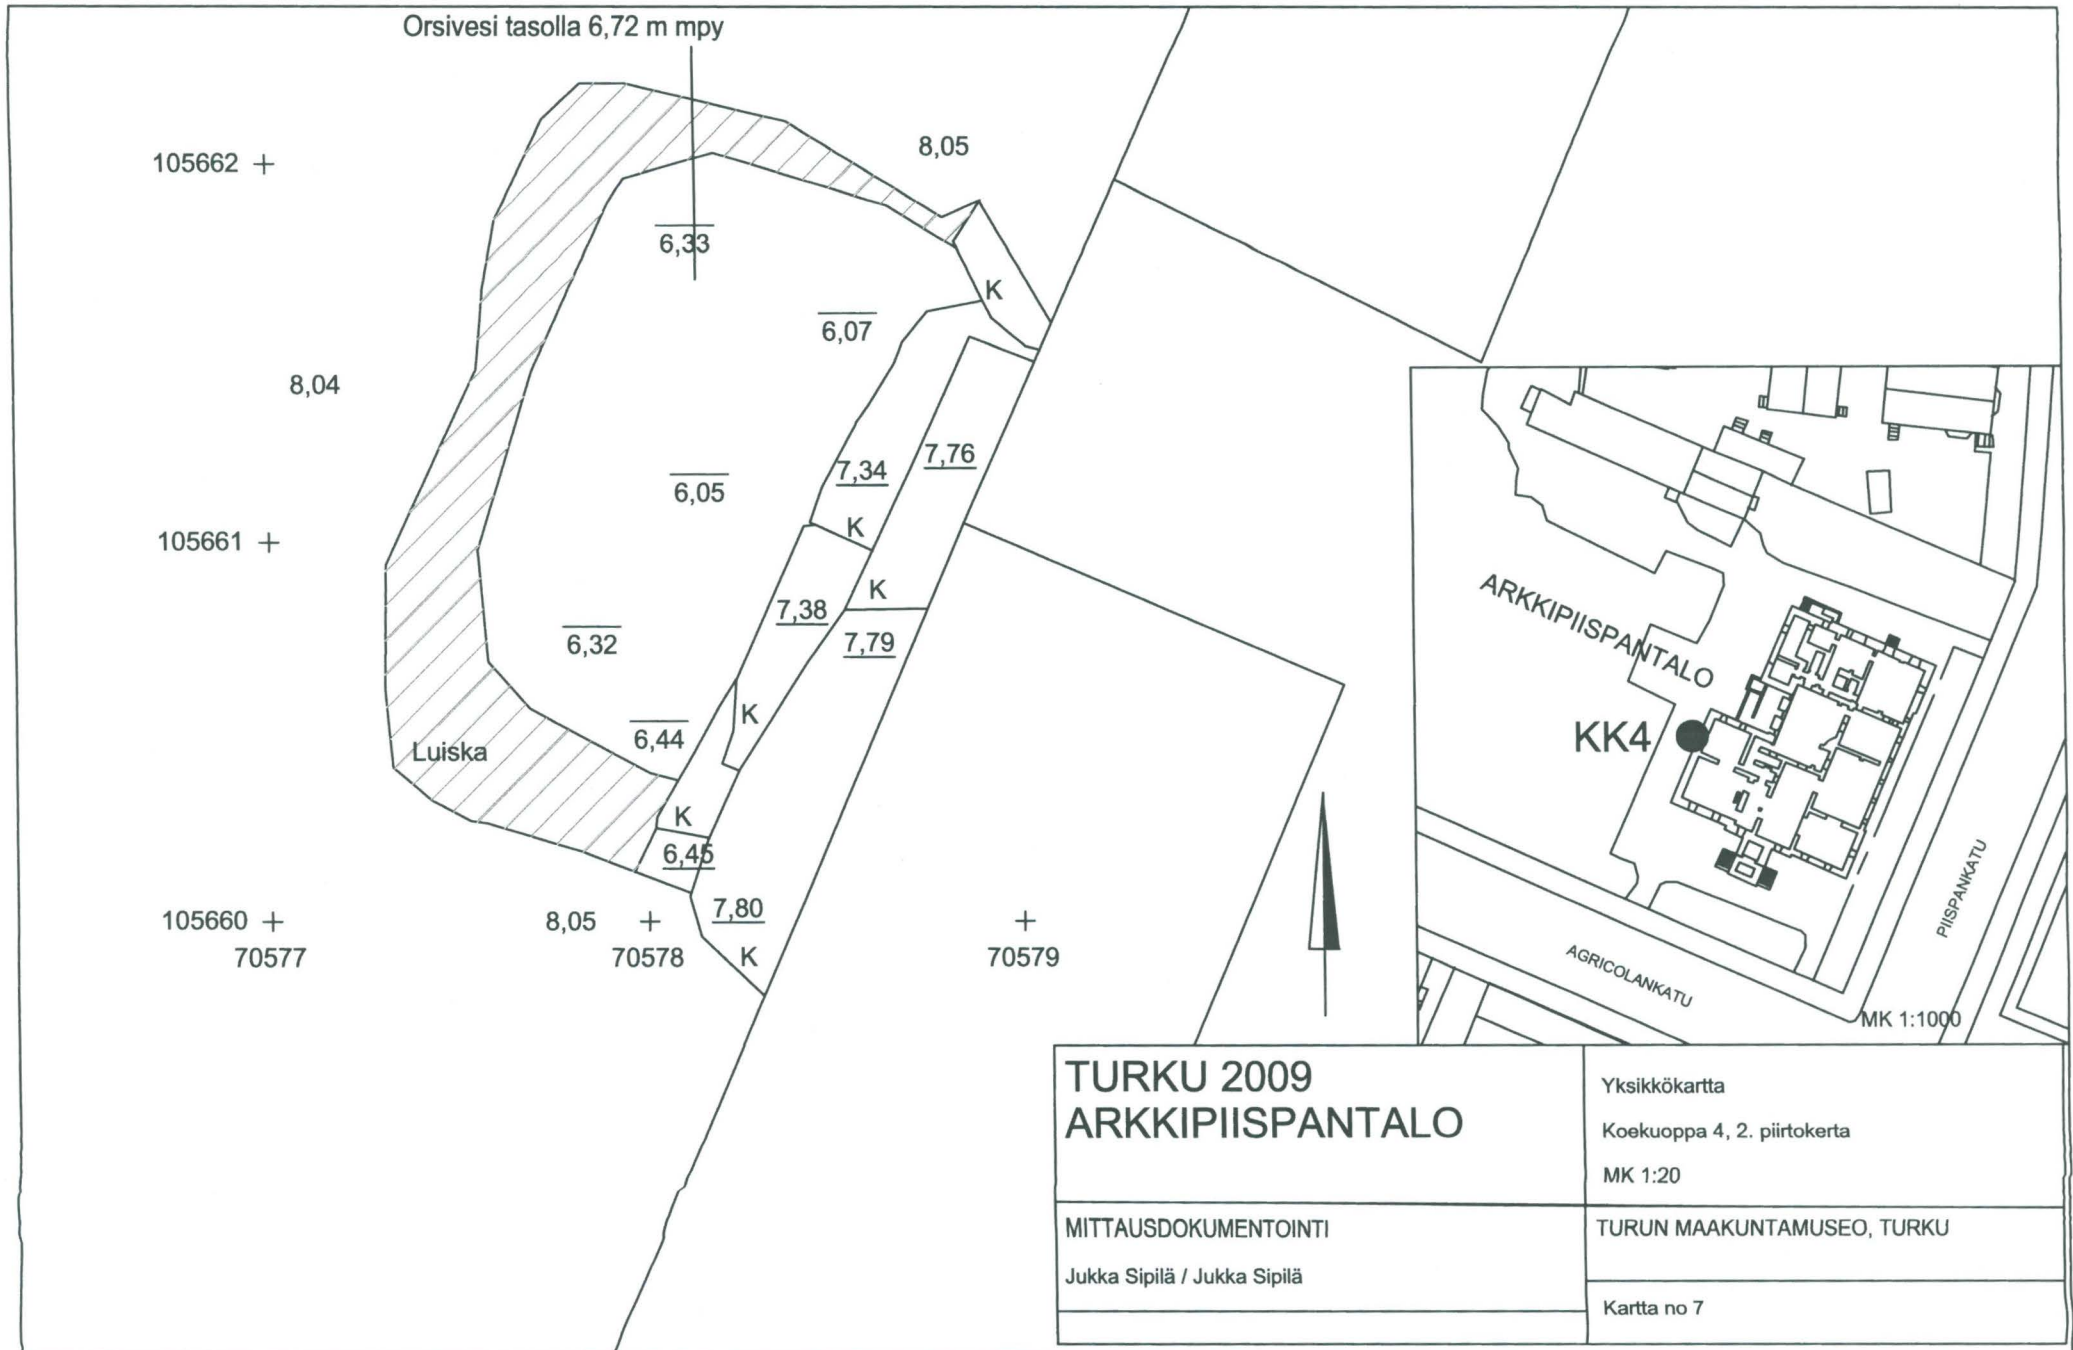 Orsivesi tasolla 6,72 m mpy
105662
8,05
6,33
K
6,07
8,04
7,76
7,34
6,05
K
105661
K
7,38
6,32
7,79
K
6,44
Luiska
K
6,45
7,80
105660
8,05
K
70577
70578
70579
ARKKIPIISPANTALO
KK4
PIISPANKATU
AGRICOLANKATU
MK 1:1000
TURKU 2009
ARKKIPIISPANTALO
Yksikkökartta
Koekuoppa 4, 2. piirtokerta
MK 1:20
MITTAUSDOKUMENTOINTI
Jukka Sipilä / Jukka Sipilä
TURUN MAAKUNTAMUSEO, TURKU
Kartta no 7